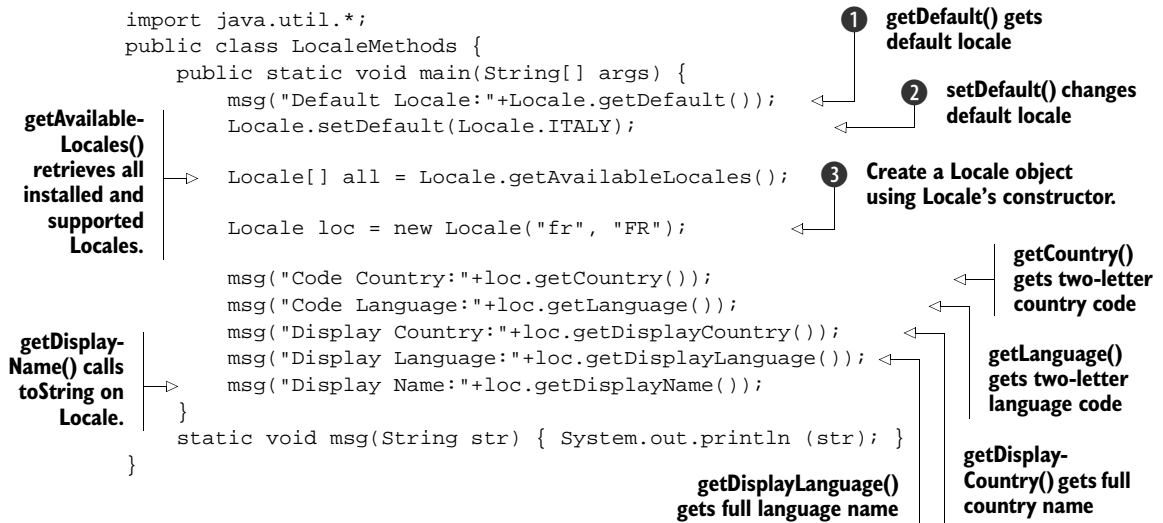 import java.util.*;
public class LocaleMethods {
public static void main(String[] args) {
msg("Default Locale:"+Locale.getDefault());
Locale.setDefault(Locale.ITALY);
Locale[] all = Locale.getAvailableLocales();
Locale loc = new Locale("fr", "FR");
msg("Code Country:"+loc.getCountry());
msg("Code Language:"+loc.getLanguage());
msg("Display Country:"+loc.getDisplayCountry());
msg("Display Language:"+loc.getDisplayLanguage());
msg("Display Name:"+loc.getDisplayName());
}
static void msg(String str) { System.out.println (str); }
}
getAvailable-
Locales()
retrieves all
installed and
supported
Locales.
getDisplay-
Name() calls
toString on
Locale.
1 getDefault() gets
default locale
2 setDefault() changes
default locale
3 Create a Locale object
using Locale's constructor.
getCountry()
gets two-letter
country code
getLanguage()
gets two-letter
language code
getDisplay-
Country() gets full
country name
getDisplayLanguage()
gets full language name